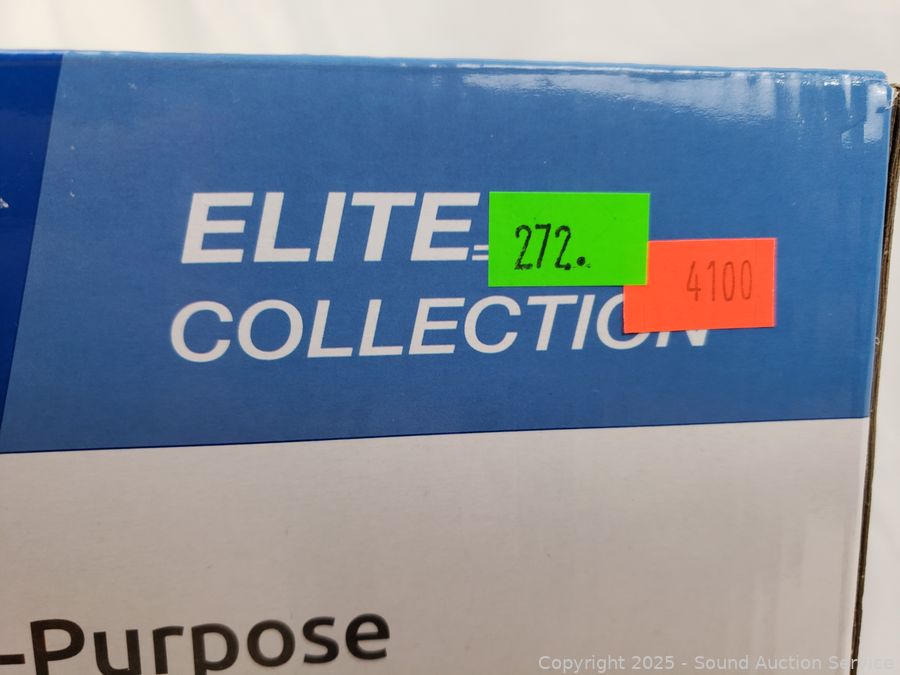 ELITE
272.
4100
COLLECTION
-Purpose
Copyright 2025 - Sound Auction Service